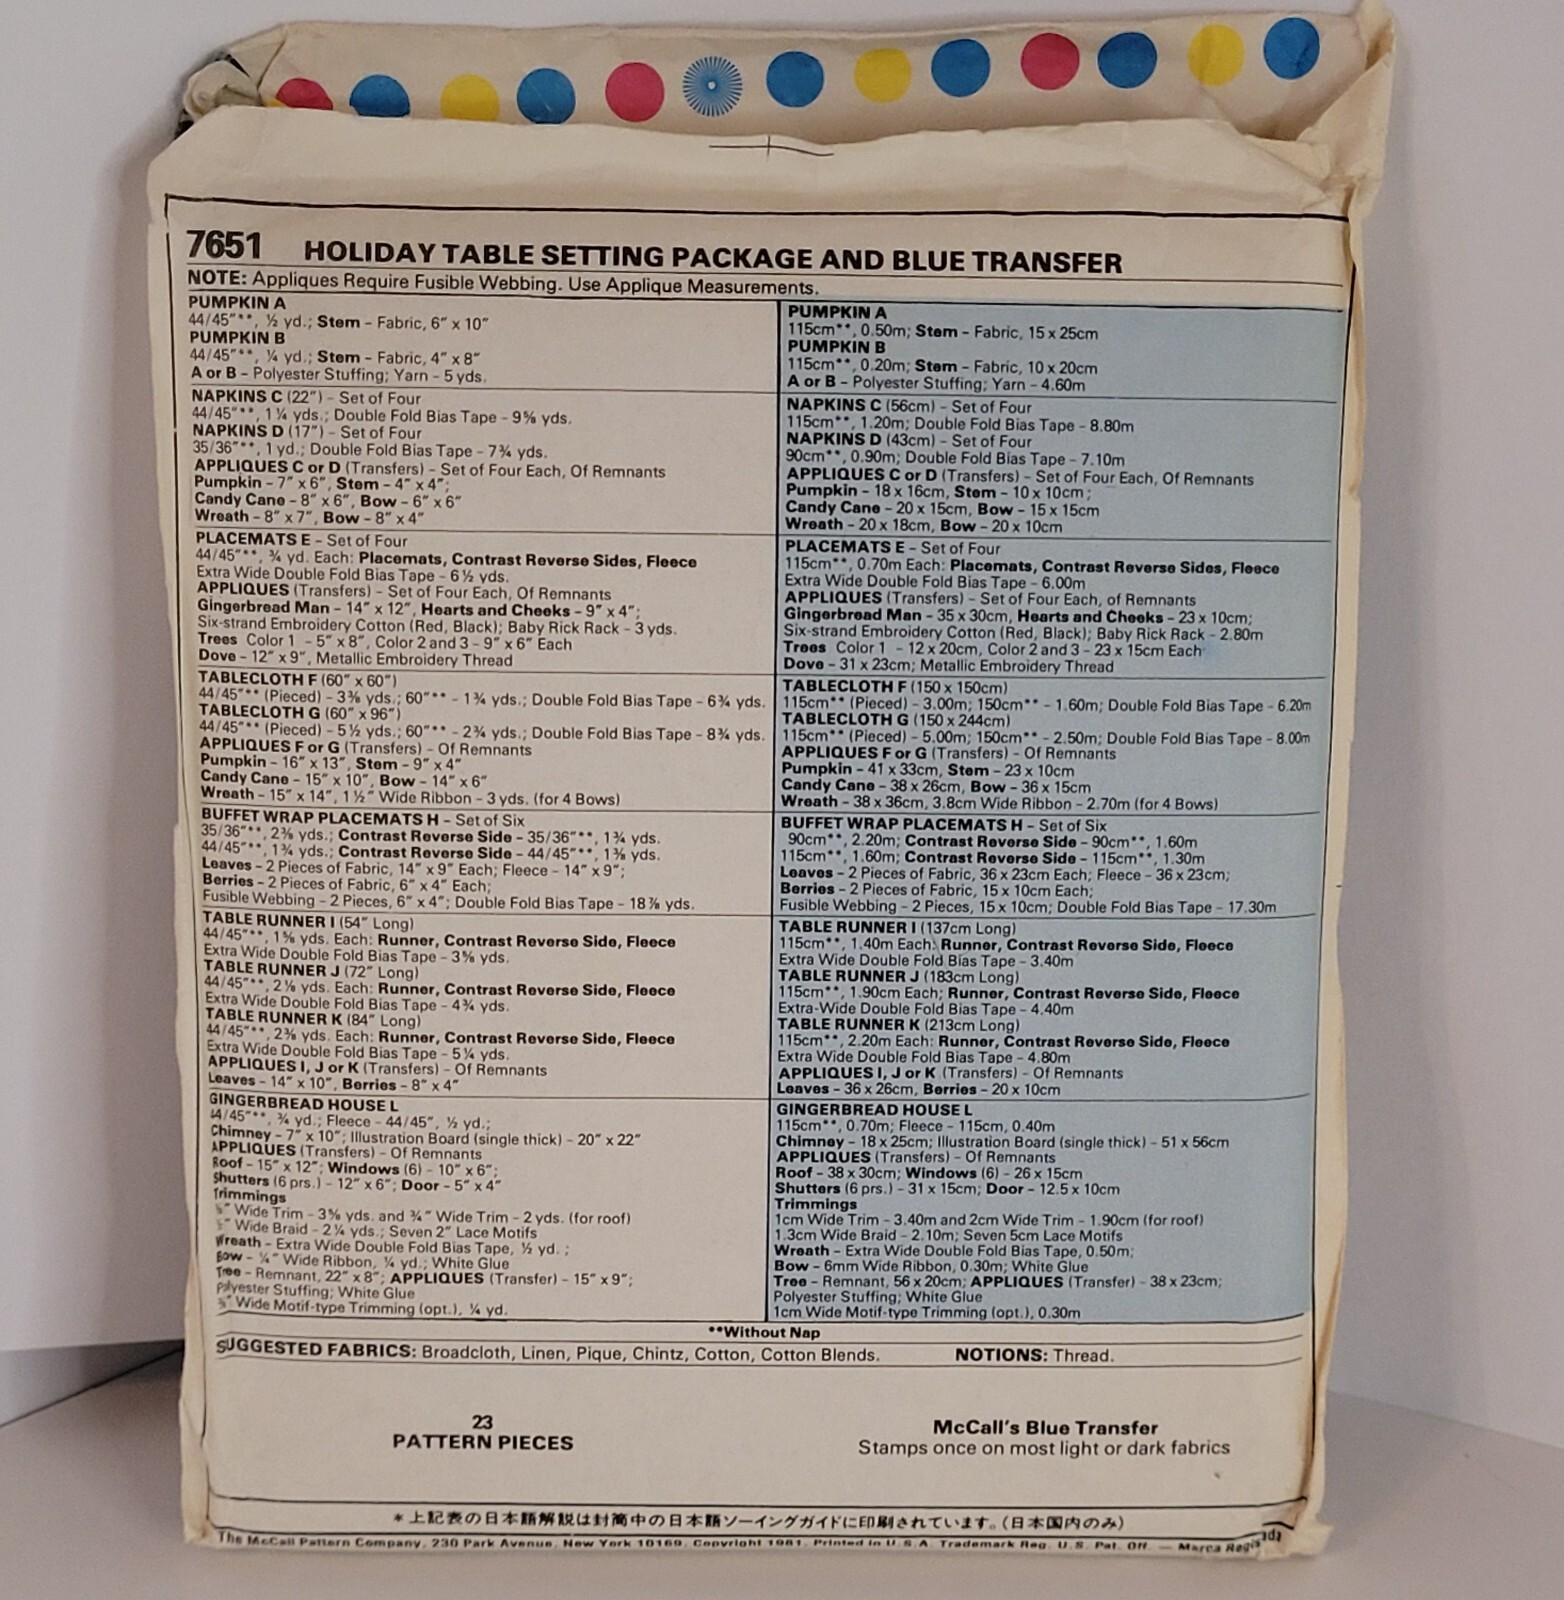 7651 HOLIDAY TABLE SETTING PACKAGE AND BLUE TRANSFER
NOTE: Appliques Require Fusible Webbing. Use Applique Measurements.
PUMPKIN A
44/45"**, ½ yd.; Stem – Fabric, 6" x 10"
PUMPKIN B
44/45"**, ¼ yd.; Stem – Fabric, 4" x 8"
A or B – Polyester Stuffing; Yarn – 5 yds.
NAPKINS C (22") – Set of Four
44/45"**, 1¼ yds.; Double Fold Bias Tape – 9⅝ yds.
NAPKINS D (17") – Set of Four
35/36"**, 1 yd.; Double Fold Bias Tape – 7¾ yds.
APPLIQUES C or D (Transfers) – Set of Four Each, Of Remnants
Pumpkin – 7" x 6", Stem – 4" x 4";
Candy Cane – 8" x 6", Bow – 6" x 6"
Wreath – 8" x 7", Bow – 8" x 4"
PLACEMATS E – Set of Four
44/45"**, ¾ yd. Each: Placemats, Contrast Reverse Sides, Fleece
Extra Wide Double Fold Bias Tape – 6½ yds.
APPLIQUES (Transfers) – Set of Four Each, Of Remnants
Gingerbread Man – 14" x 12", Hearts and Cheeks – 9" x 4";
Six-strand Embroidery Cotton (Red, Black); Baby Rick Rack – 3 yds.
Trees Color 1 – 5" x 8", Color 2 and 3 – 9" x 6" Each
Dove – 12" x 9", Metallic Embroidery Thread
TABLECLOTH F (60" x 60")
44/45"** (Pieced) – 3⅜ yds.; 60"** – 1¾ yds.; Double Fold Bias Tape – 6¾ yds.
TABLECLOTH G (60" x 96")
44/45"** (Pieced) – 5½ yds.; 60"** – 2¾ yds.; Double Fold Bias Tape – 8¾ yds.
APPLIQUES F or G (Transfers) – Of Remnants
Pumpkin – 16" x 13", Stem – 9" x 4"
Candy Cane – 15" x 10", Bow – 14" x 6"
Wreath – 15" x 14", 1½" Wide Ribbon – 3 yds. (for 4 Bows)
BUFFET WRAP PLACEMATS H – Set of Six
35/36"**, 2⅜ yds.; Contrast Reverse Side – 35/36"**, 1¾ yds.
44/45"**, 1¾ yds.; Contrast Reverse Side – 44/45"**, 1⅜ yds.
Leaves – 2 Pieces of Fabric, 14" x 9" Each; Fleece – 14" x 9";
Berries – 2 Pieces of Fabric, 6" x 4" Each;
Fusible Webbing – 2 Pieces, 6" x 4"; Double Fold Bias Tape – 18⅞ yds.
TABLE RUNNER I (54" Long)
44/45"**, 1⅝ yds. Each: Runner, Contrast Reverse Side, Fleece
Extra Wide Double Fold Bias Tape – 3⅝ yds.
TABLE RUNNER J (72" Long)
44/45"**, 2⅛ yds. Each: Runner, Contrast Reverse Side, Fleece
Extra Wide Double Fold Bias Tape – 4¾ yds.
TABLE RUNNER K (84" Long)
44/45"**, 2⅜ yds. Each: Runner, Contrast Reverse Side, Fleece
Extra Wide Double Fold Bias Tape – 5¼ yds.
APPLIQUES I, J or K (Transfers) – Of Remnants
Leaves – 14" x 10", Berries – 8" x 4"
GINGERBREAD HOUSE L
44/45"**, ¾ yd.; Fleece – 44/45", ½ yd.;
Chimney – 7" x 10"; Illustration Board (single thick) – 20" x 22"
APPLIQUES (Transfers) – Of Remnants
Roof – 15" x 12"; Windows (6) – 10" x 6";
Shutters (6 prs.) – 12" x 6"; Door – 5" x 4"
Trimmings
Wide Trim – 3⅝ yds. and ¾" Wide Trim – 2 yds. (for roof)
Wide Braid – 2¼ yds.; Seven 2" Lace Motifs
Wreath – Extra Wide Double Fold Bias Tape, ½ yd.;
Bow – ¼" Wide Ribbon, ¼ yd.; White Glue
Tree – Remnant, 22" x 8"; APPLIQUES (Transfer) – 15" x 9";
Polyester Stuffing; White Glue
Wide Motif-type Trimming (opt.), ¼ yd.
PUMPKIN A
115cm**, 0.50m; Stem – Fabric, 15 x 25cm
PUMPKIN B
115cm**, 0.20m; Stem – Fabric, 10 x 20cm
A or B – Polyester Stuffing; Yarn – 4.60m
NAPKINS C (56cm) – Set of Four
115cm**, 1.20m; Double Fold Bias Tape – 8.80m
NAPKINS D (43cm) – Set of Four
90cm**, 0.90m; Double Fold Bias Tape – 7.10m
APPLIQUES C or D (Transfers) – Set of Four Each, Of Remnants
Pumpkin – 18 x 16cm, Stem – 10 x 10cm;
Candy Cane – 20 x 15cm, Bow – 15 x 15cm
Wreath – 20 x 18cm, Bow – 20 x 10cm
PLACEMATS E – Set of Four
115cm**, 0.70m Each: Placemats, Contrast Reverse Sides, Fleece
Extra Wide Double Fold Bias Tape – 6.00m
APPLIQUES (Transfers) – Set of Four Each, of Remnants
Gingerbread Man – 35 x 30cm, Hearts and Cheeks – 23 x 10cm;
Six-strand Embroidery Cotton (Red, Black); Baby Rick Rack – 2.80m
Trees Color 1 – 12 x 20cm, Color 2 and 3 – 23 x 15cm Each
Dove – 31 x 23cm; Metallic Embroidery Thread
TABLECLOTH F (150 x 150cm)
115cm** (Pieced) – 3.00m; 150cm** – 1.60m; Double Fold Bias Tape – 6.20m
TABLECLOTH G (150 x 244cm)
115cm** (Pieced) – 5.00m; 150cm** – 2.50m; Double Fold Bias Tape – 8.00m
APPLIQUES F or G (Transfers) – Of Remnants
Pumpkin – 41 x 33cm, Stem – 23 x 10cm
Candy Cane – 38 x 26cm, Bow – 36 x 15cm
Wreath – 38 x 36cm, 3.8cm Wide Ribbon – 2.70m (for 4 Bows)
BUFFET WRAP PLACEMATS H – Set of Six
90cm**, 2.20m; Contrast Reverse Side – 90cm**, 1.60m
115cm**, 1.60m; Contrast Reverse Side – 115cm**, 1.30m
Leaves – 2 Pieces of Fabric, 36 x 23cm Each; Fleece – 36 x 23cm;
Berries – 2 Pieces of Fabric, 15 x 10cm Each;
Fusible Webbing – 2 Pieces, 15 x 10cm; Double Fold Bias Tape – 17.30m
TABLE RUNNER I (137cm Long)
115cm**, 1.40m Each: Runner, Contrast Reverse Side, Fleece
Extra Wide Double Fold Bias Tape – 3.40m
TABLE RUNNER J (183cm Long)
115cm**, 1.90cm Each; Runner, Contrast Reverse Side, Fleece
Extra-Wide Double Fold Bias Tape – 4.40m
TABLE RUNNER K (213cm Long)
115cm**, 2.20m Each: Runner, Contrast Reverse Side, Fleece
Extra Wide Double Fold Bias Tape – 4.80m
APPLIQUES I, J or K (Transfers) – Of Remnants
Leaves – 36 x 26cm, Berries – 20 x 10cm
GINGERBREAD HOUSE L
115cm**, 0.70m; Fleece – 115cm, 0.40m
Chimney – 18 x 25cm; Illustration Board (single thick) – 51 x 56cm
APPLIQUES (Transfers) – Of Remnants
Roof – 38 x 30cm; Windows (6) – 26 x 15cm
Shutters (6 prs.) – 31 x 15cm; Door – 12.5 x 10cm
Trimmings
1cm Wide Trim – 3.40m and 2cm Wide Trim – 1.90cm (for roof)
1.3cm Wide Braid – 2.10m; Seven 5cm Lace Motifs
Wreath – Extra Wide Double Fold Bias Tape, 0.50m;
Bow – 6mm Wide Ribbon, 0.30m; White Glue
Tree – Remnant, 56 x 20cm; APPLIQUES (Transfer) – 38 x 23cm;
Polyester Stuffing; White Glue
1cm Wide Motif-type Trimming (opt.), 0.30m
**Without Nap
SUGGESTED FABRICS: Broadcloth, Linen, Pique, Chintz, Cotton, Cotton Blends. NOTIONS: Thread.
23
PATTERN PIECES
McCall's Blue Transfer
Stamps once on most light or dark fabrics
*上記表の日本語解説は封筒中の日本語ソーイングガイドに印刷されています。(日本国内のみ)
The McCall Pattern Company, 230 Park Avenue, New York 10169, Copyright 1981, Printed in U.S.A. Trademark Reg. U.S. Pat. Off. — Marca Registrada